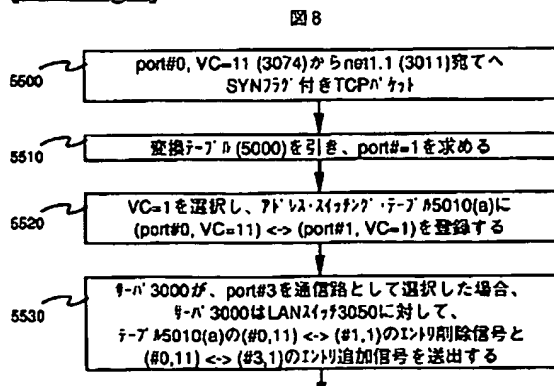 図8
5500
port#0, VC=11 (3074)からnet1.1 (3011)宛てへ
SYNﾌﾗｸﾞ付きTCPﾊﾟｹｯﾄ
5510
変換ﾃｰﾌﾞﾙ(5000)を引き、port#=1を求める
5520
VC=1を選択し、ｱﾄﾞﾚｽ･ｽｲｯﾁﾝｸﾞ･ﾃｰﾌﾞﾙ5010(a)に
(port#0, VC=11) <-> (port#1, VC=1)を登録する
5530
ｻｰﾊﾞ3000が、port#3を通信路として選択した場合、
ｻｰﾊﾞ3000はLANｽｲｯﾁ3050に対して、
ﾃｰﾌﾞﾙ5010(a)の(#0,11) <-> (#1,1)のｴﾝﾄﾘ削除信号と
(#0,11) <-> (#3,1)のｴﾝﾄﾘ追加信号を送出する